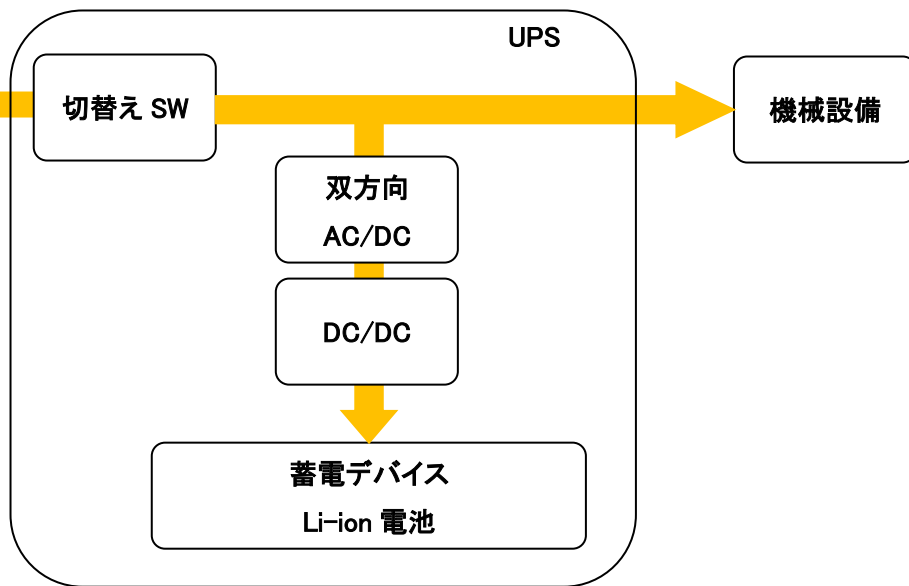 UPS
切替え SW
機械設備
双方向
AC/DC
DC/DC
蓄電デバイス
Li-ion 電池